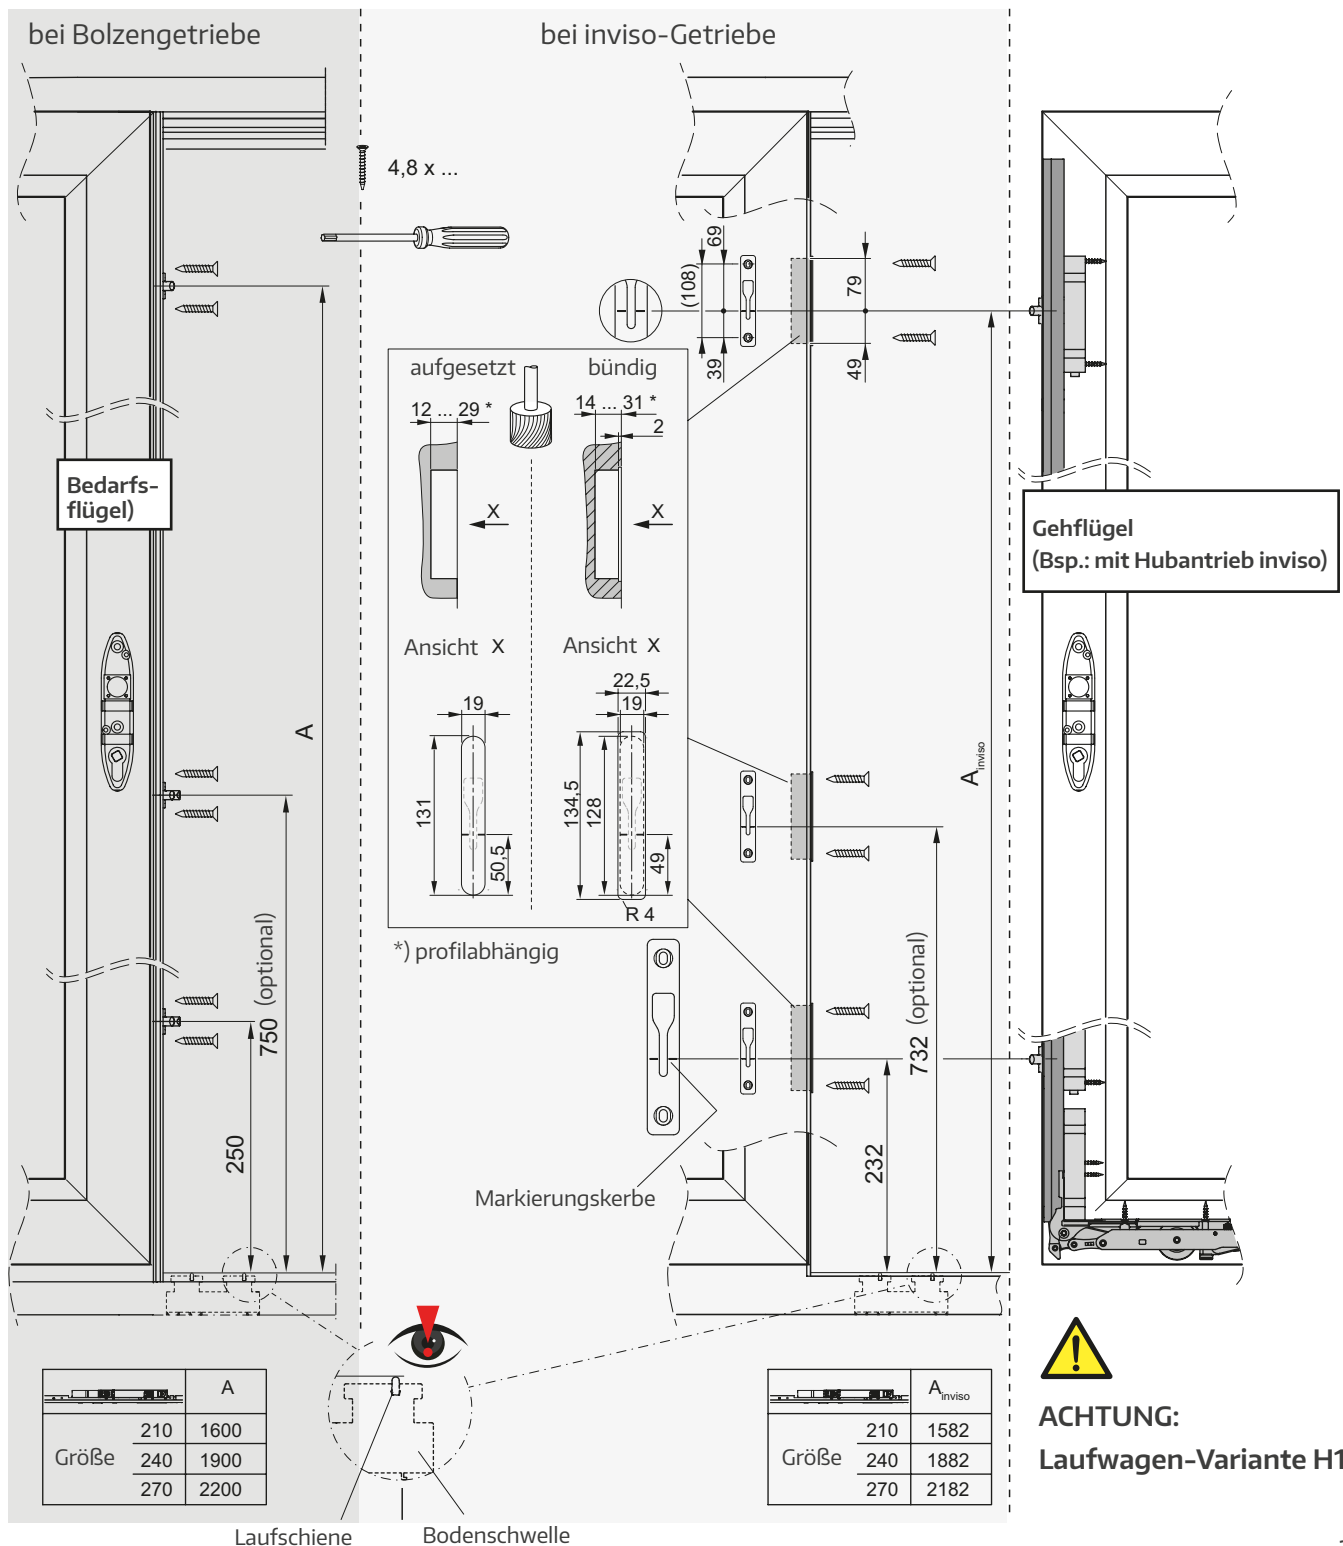 bei Bolzengetriebe
bei inviso-Getriebe
4,8 x ...
69
(108)
39
79
49
aufgesetzt
bündig
12 ... 29 *
14 ... 31 *
2
X
X
Bedarfs-
flügel)
Gehflügel
(Bsp.: mit Hubantrieb inviso)
Ansicht X
Ansicht X
22,5
19
19
131
50,5
134,5
128
49
R 4
*) profilabhängig
A
A inviso
750 (optional)
250
732 (optional)
232
Markierungskerbe
A
Größe
210 1600
240 1900
270 2200
A inviso
Größe
210 1582
240 1882
270 2182
Laufschiene
Bodenschwelle
ACHTUNG:
Laufwagen-Variante H1